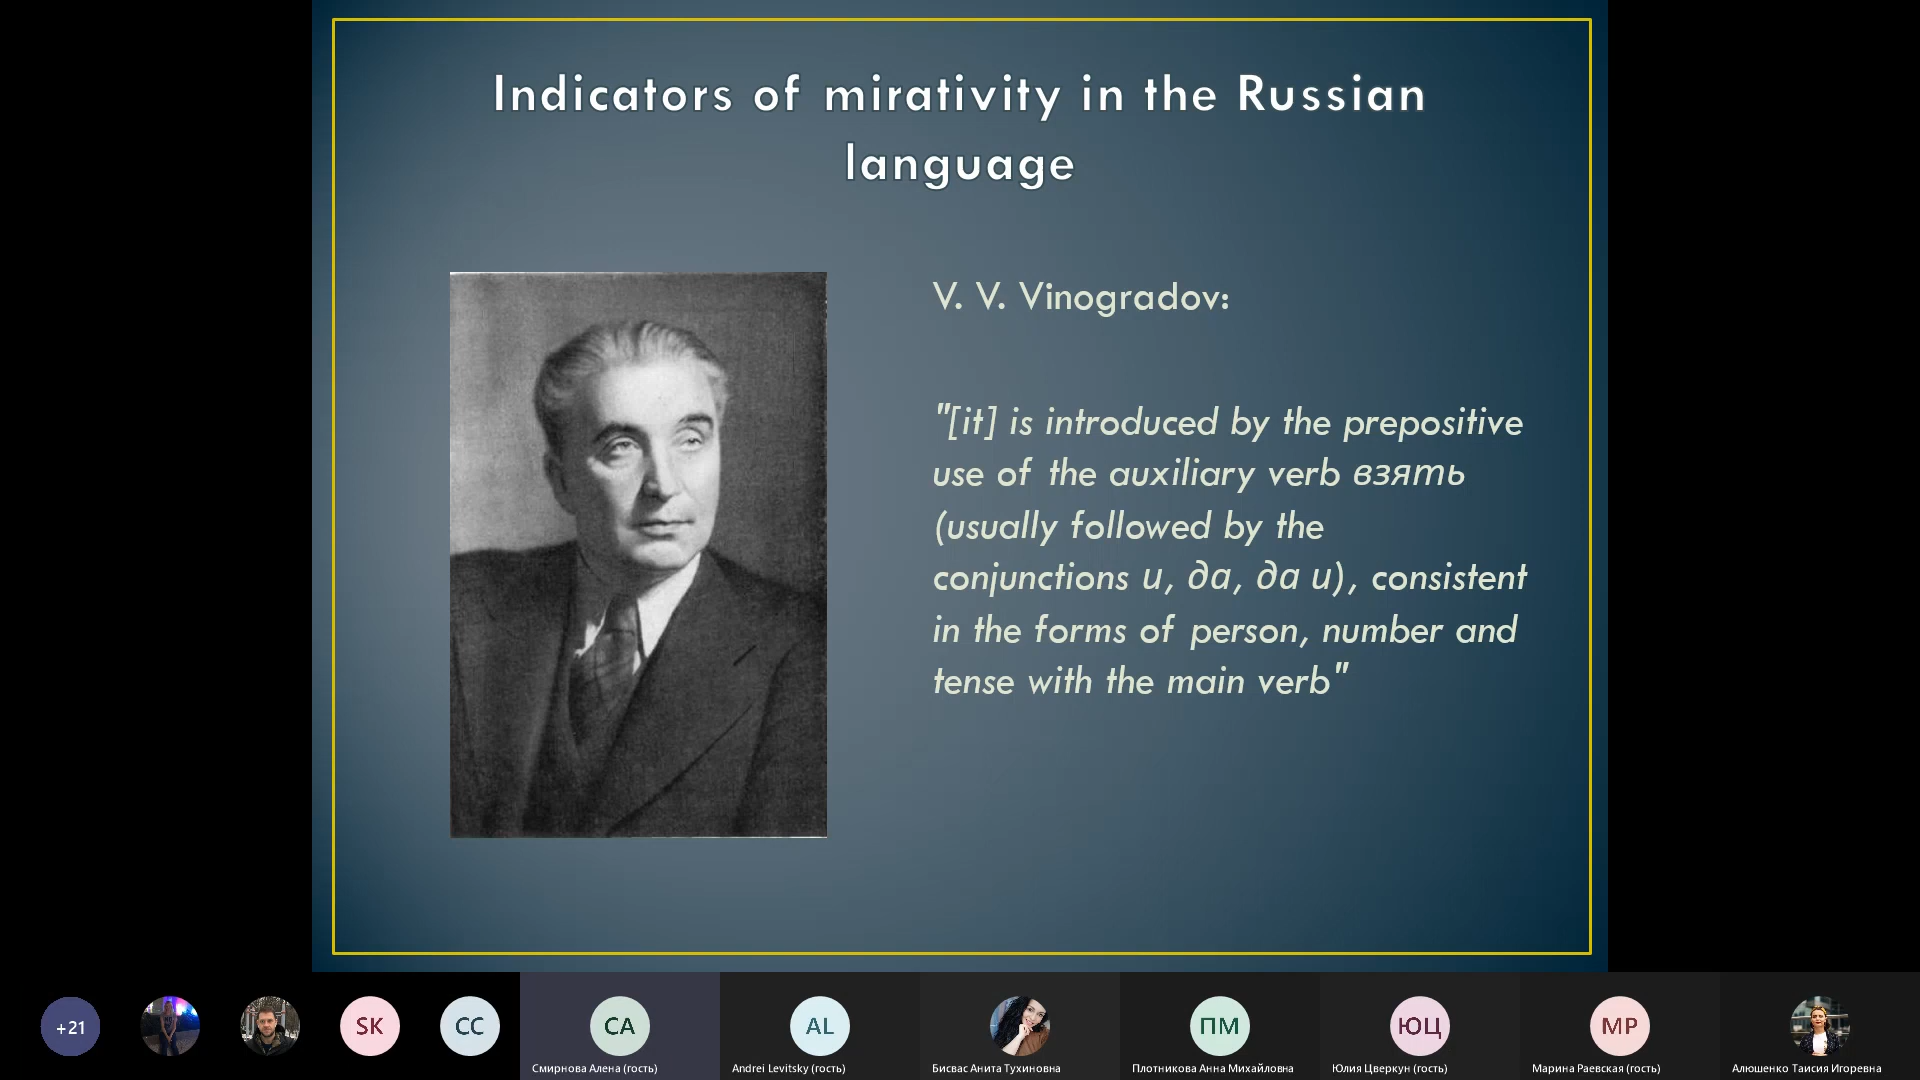 Indicators of mirativity in the Russian
language
V. V. Vinogradov:
"[it] is introduced by the prepositive
use of the auxiliary verb взять
(usually followed by the
conjunctions и, да, да и), consistent
in the forms of person, number and
tense with the main verb"
+21
SK
CC
CA
AL
ПМ
ЮЦ
МР
Смирнова Алена (гость)
Andrei Levitsky (гость)
Бисвас Анита Тухиновна
Плотникова Анна Михайловна
Юлия Цверкун (гость)
Марина Раевская (гость)
Алюшенко Таисия Игоревна